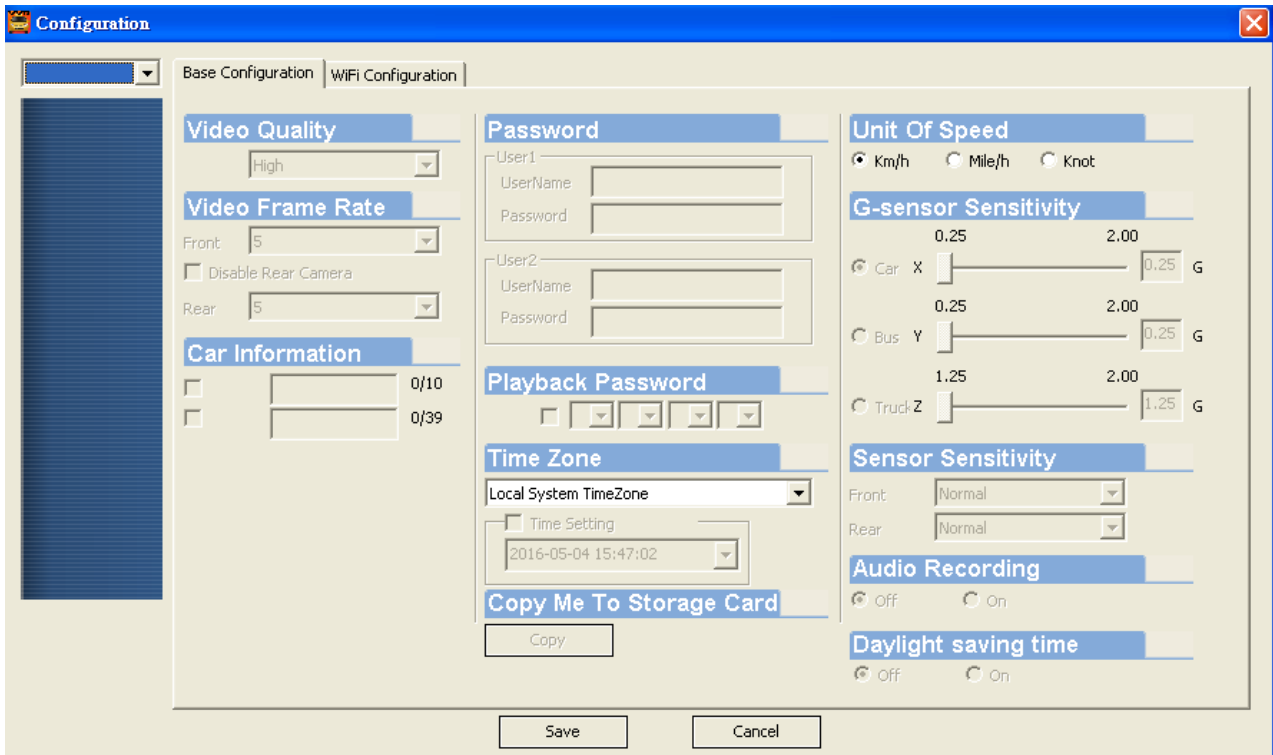 Configuration
Base Configuration
WiFi Configuration
Video Quality
High
Video Frame Rate
Front 5
Disable Rear Camera
Rear 5
Car Information
0/10
0/39
Password
User1
UserName
Password
User2
UserName
Password
Playback Password
Time Zone
Local System TimeZone
Time Setting
2016-05-04 15:47:02
Copy Me To Storage Card
Copy
Unit Of Speed
Km/h Mile/h Knot
G-sensor Sensitivity
0.25 2.00
Car X 0.25 G
0.25 2.00
Bus Y 0.25 G
1.25 2.00
Truck Z 1.25 G
Sensor Sensitivity
Front Normal
Rear Normal
Audio Recording
Off On
Daylight saving time
Off On
Save Cancel